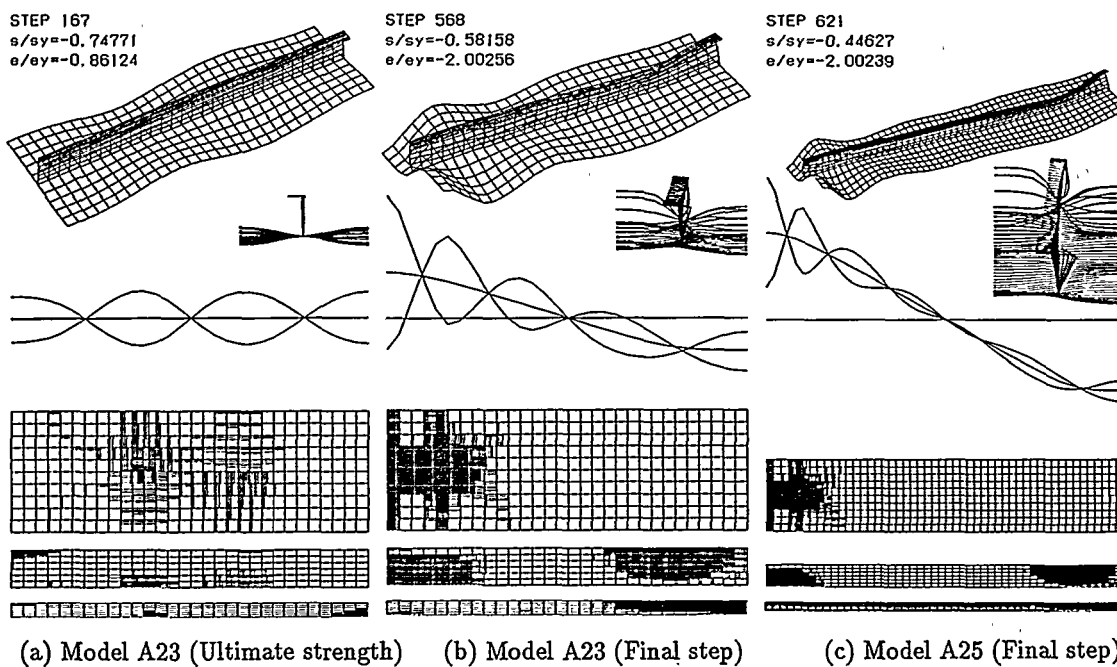 STEP 167
s/sy=-0.74771
e/ey=-0.86124
STEP 568
s/sy=-0.58158
e/ey=-2.00256
STEP 621
s/sy=-0.44627
e/ey=-2.00239
(a) Model A23 (Ultimate strength)
(b) Model A23 (Final step)
(c) Model A25 (Final step)